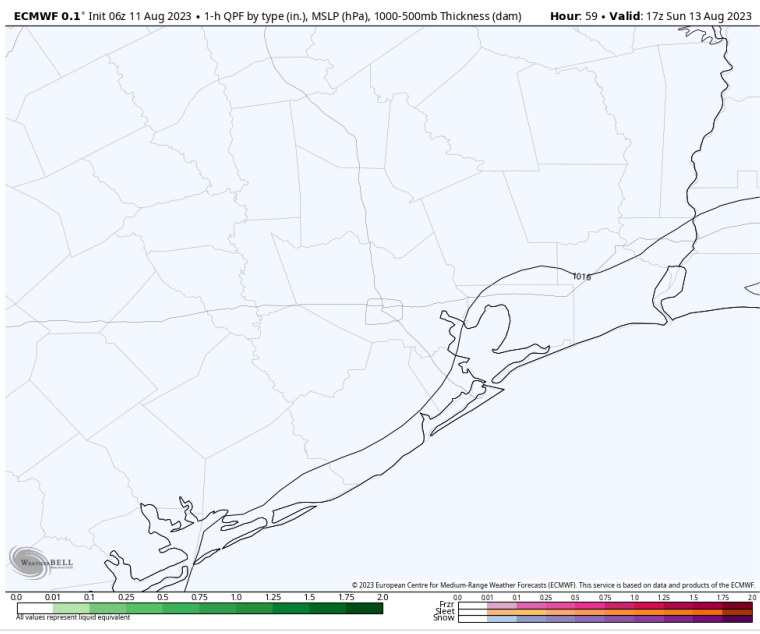 ECMWF 0.1° Init 06z 11 Aug 2023 • 1-h QPF by type (in.), MSLP (hPa), 1000-500mb Thickness (dam) Hour: 59 • Valid: 17z Sun 13 Aug 2023
1016
WEATHERBELL
© 2023 European Centre for Medium-Range Weather Forecasts (ECMWF). This service is based on data and products of the ECMWF.
0.0 0.01 0.1 0.25 0.5 0.75 1.0 1.25 1.5 1.75 2.0
All values represent liquid equivalent
0.0 0.01 0.1 0.25 0.5 0.75 1.0 1.25 1.5 1.75 2.0
Frzr
Sleet
Snow